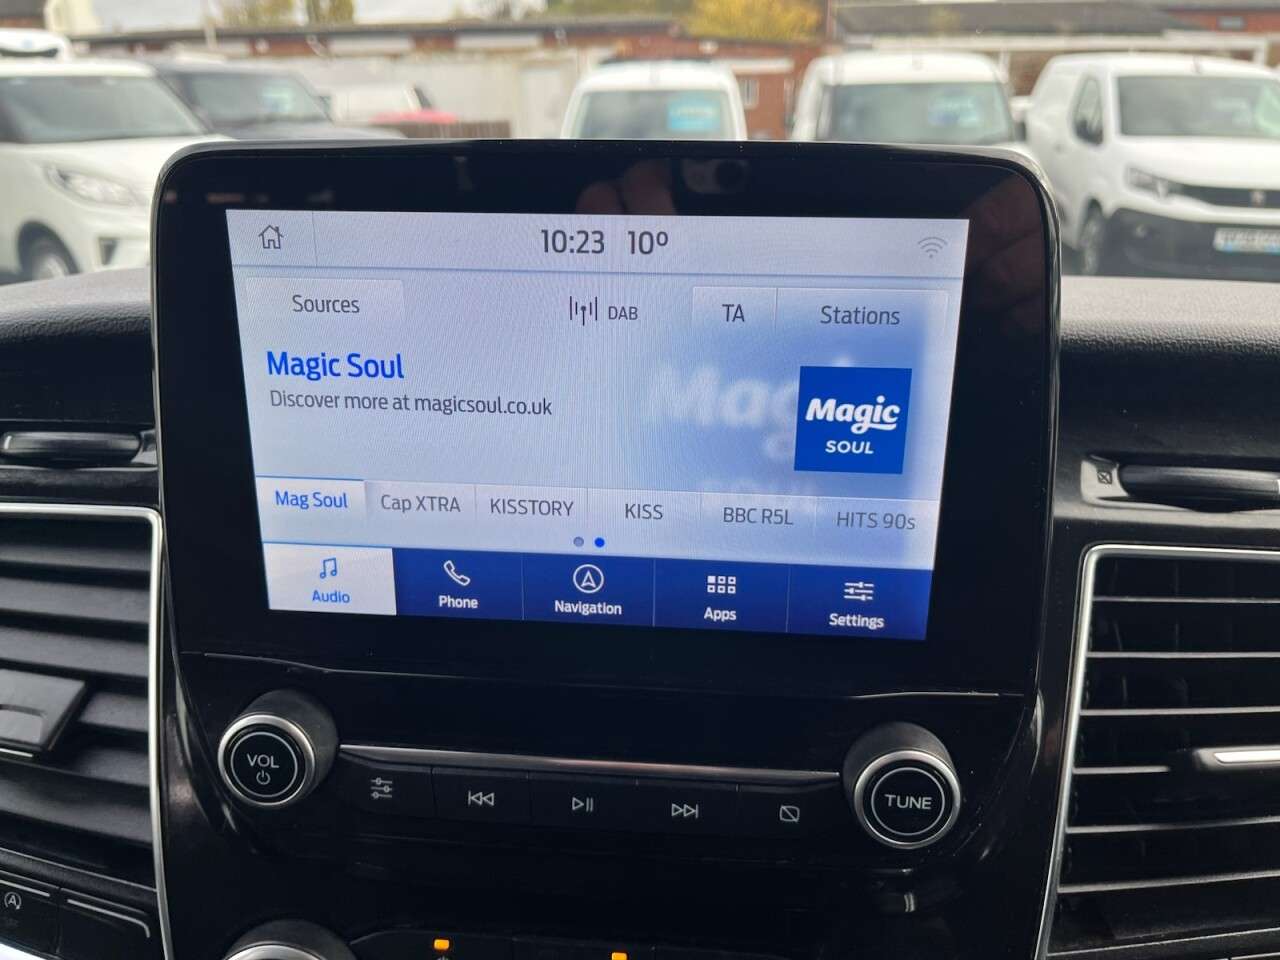 10:23 10º
Sources DAB TA Stations
Magic Soul
Discover more at magicsoul.co.uk
Magic
SOUL
Mag Soul Cap XTRA KISSTORY KISS BBC R5L HITS 90s
Audio Phone Navigation Apps Settings
VOL
TUNE